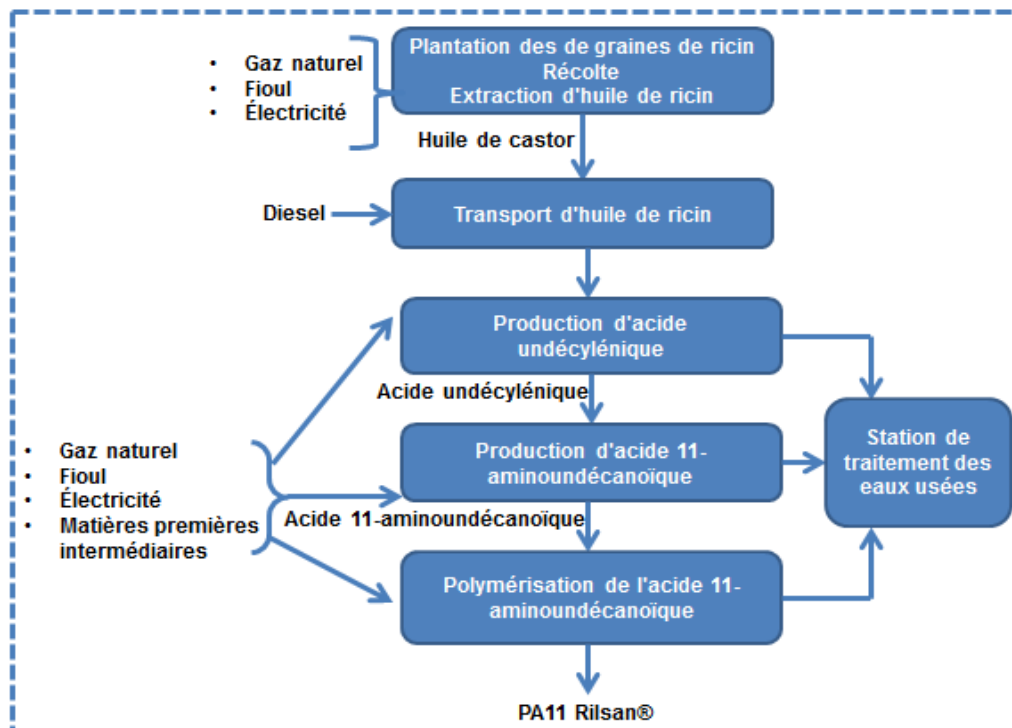 Plantation des de graines de ricin
Récolte
Extraction d'huile de ricin
• Gaz naturel
• Fioul
• Électricité
Huile de castor
Diesel
Transport d'huile de ricin
Production d'acide
undécylénique
Acide undécylénique
• Gaz naturel
• Fioul
• Électricité
• Matières premières
intermédiaires
Production d'acide 11-
aminoundécanoïque
Station de
traitement des
eaux usées
Acide 11-aminoundécanoïque
Polymérisation de l'acide 11-
aminoundécanoïque
PA11 Rilsan®